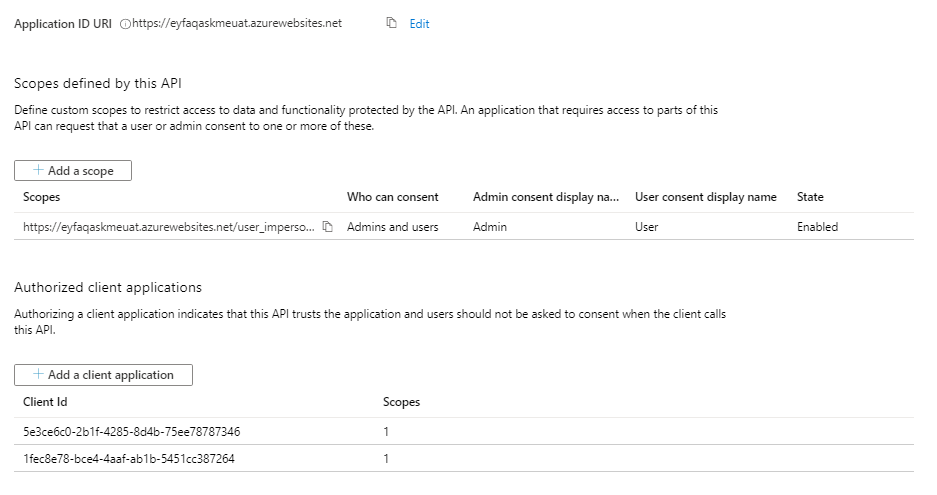 Application ID URI https://eyfaqaskmeuat.azurewebsites.net Edit
Scopes defined by this API
Define custom scopes to restrict access to data and functionality protected by the API. An application that requires access to parts of this
API can request that a user or admin consent to one or more of these.
+ Add a scope
Scopes Who can consent Admin consent display na... User consent display name State
https://eyfaqaskmeuat.azurewebsites.net/user_imperso... Admins and users Admin User Enabled
Authorized client applications
Authorizing a client application indicates that this API trusts the application and users should not be asked to consent when the client calls
this API.
+ Add a client application
Client Id Scopes
5e3ce6c0-2b1f-4285-8d4b-75ee78787346 1
1fec8e78-bce4-4aaf-ab1b-5451cc387264 1